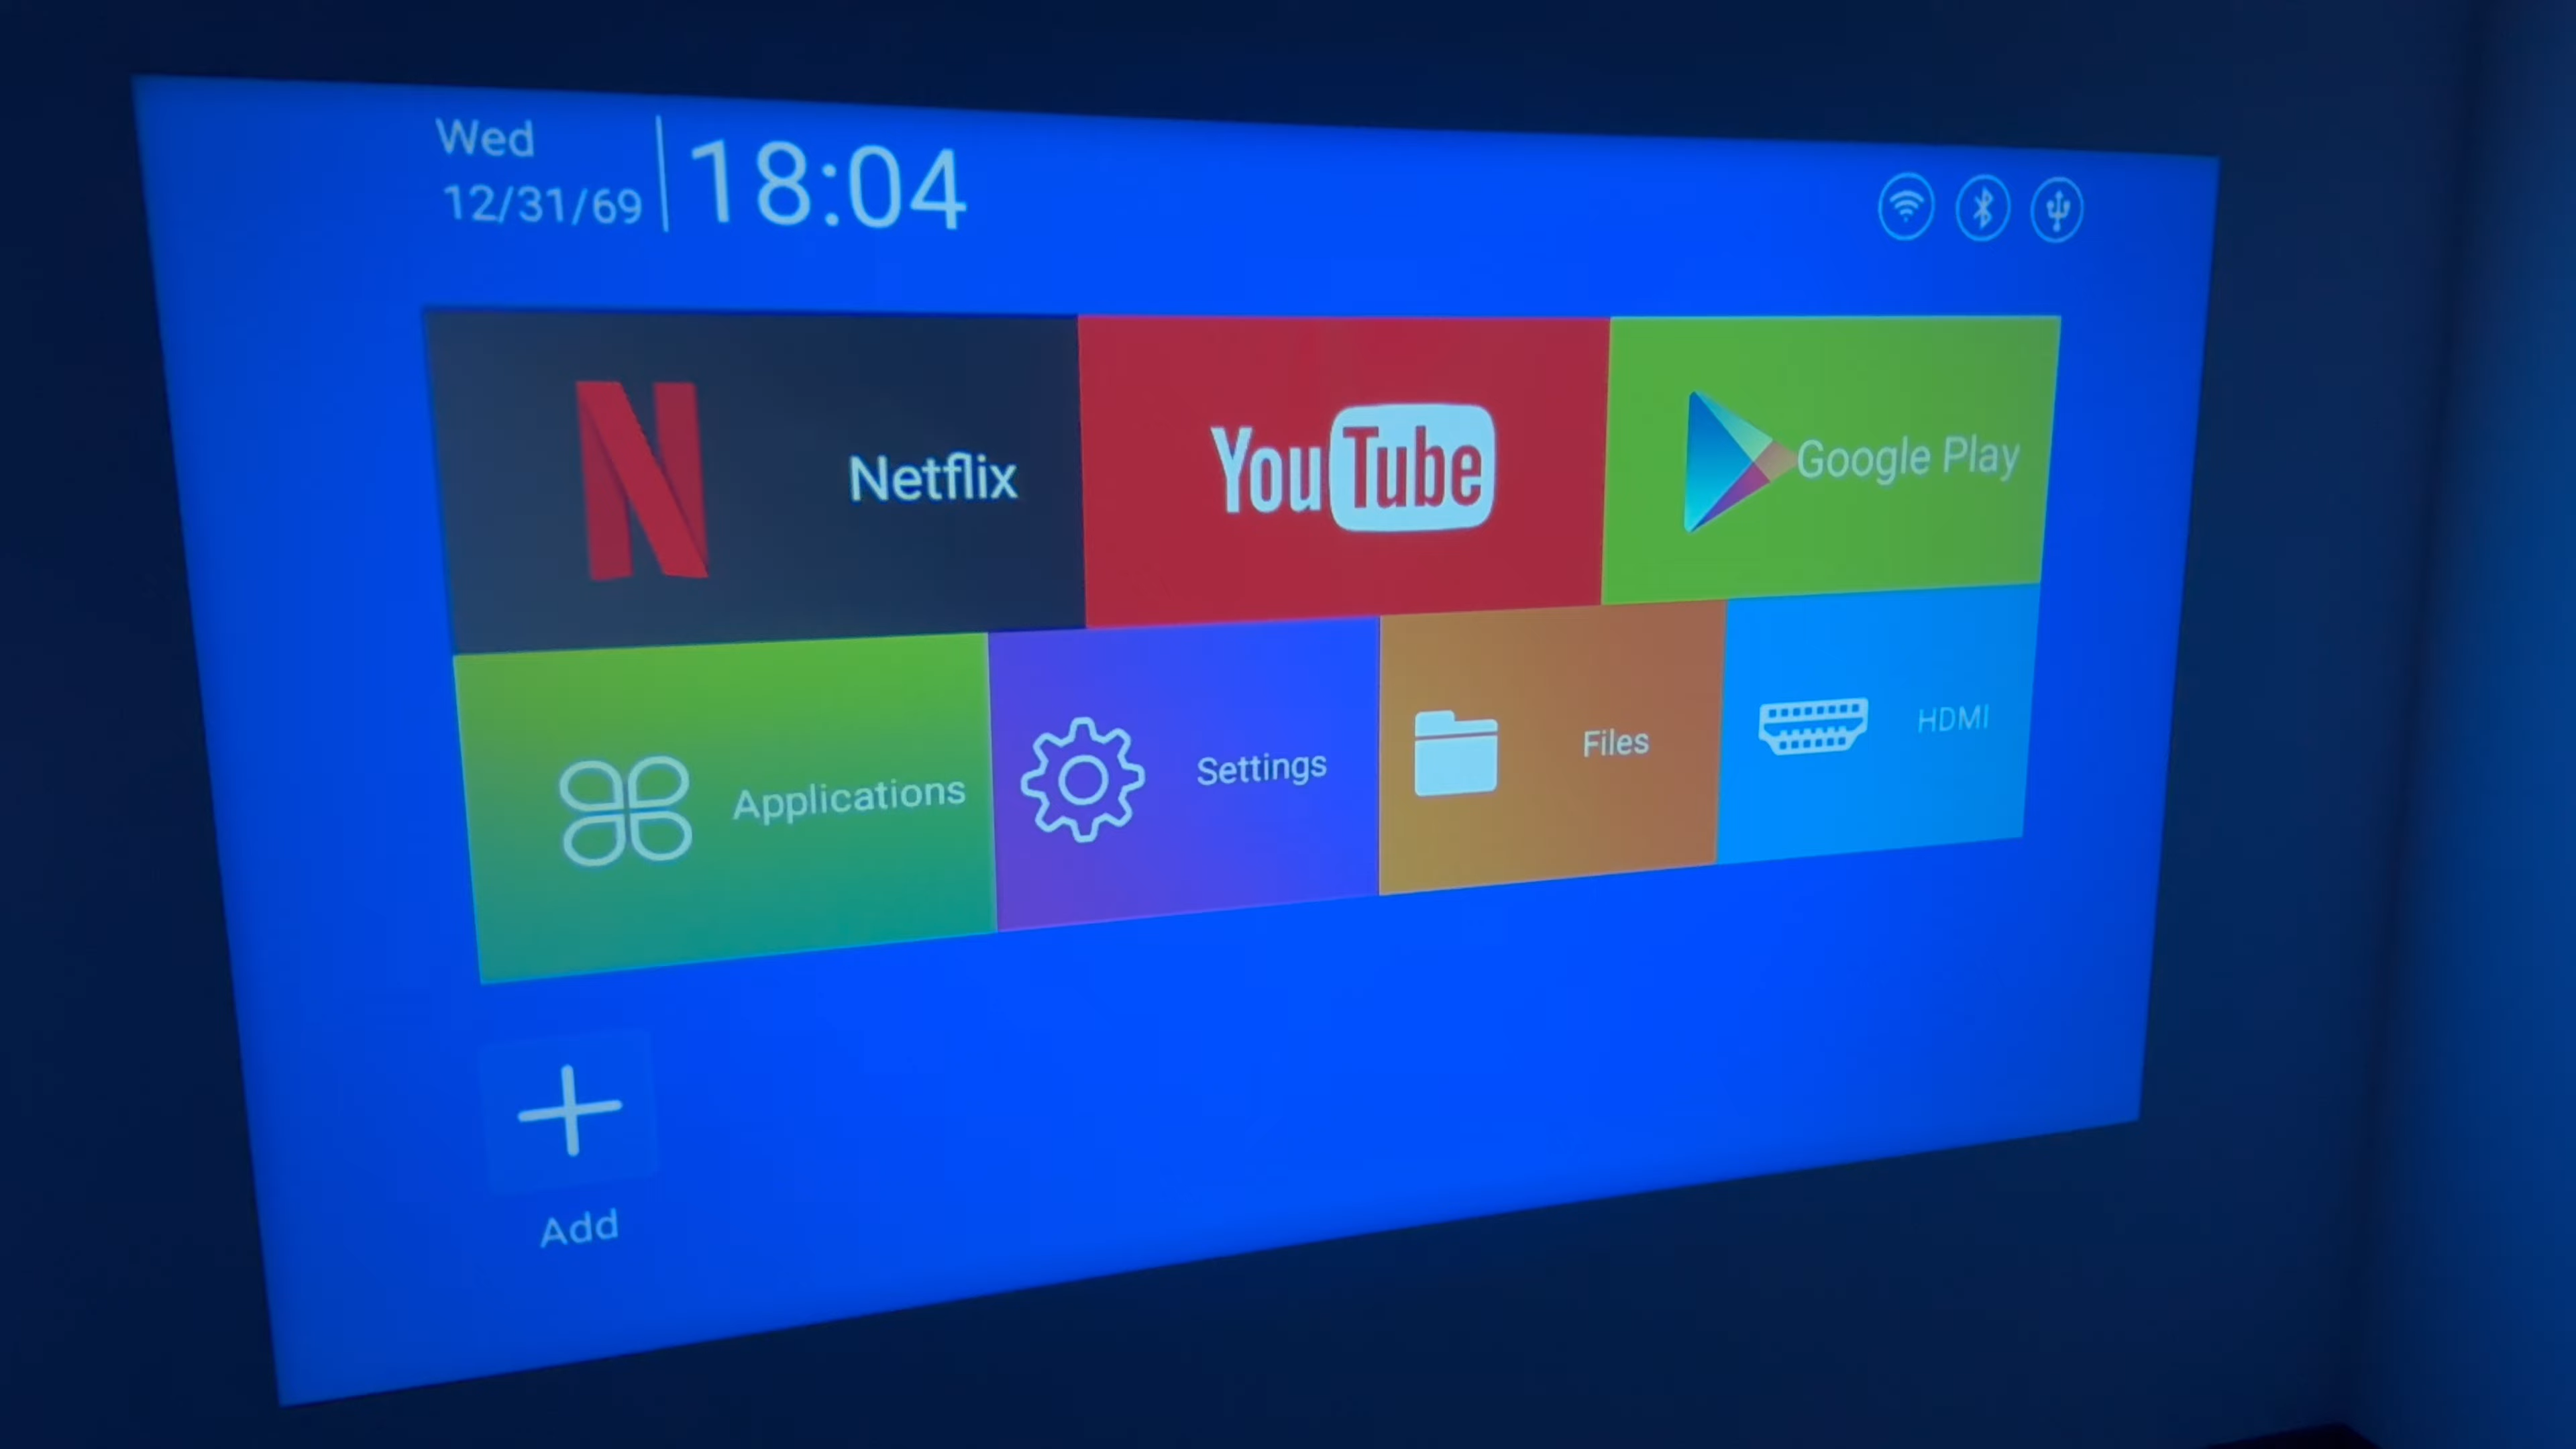 Wed
12/31/69
18:04
N
Netflix
YouTube
Google Play
Applications
Settings
Files
HDMI
Add